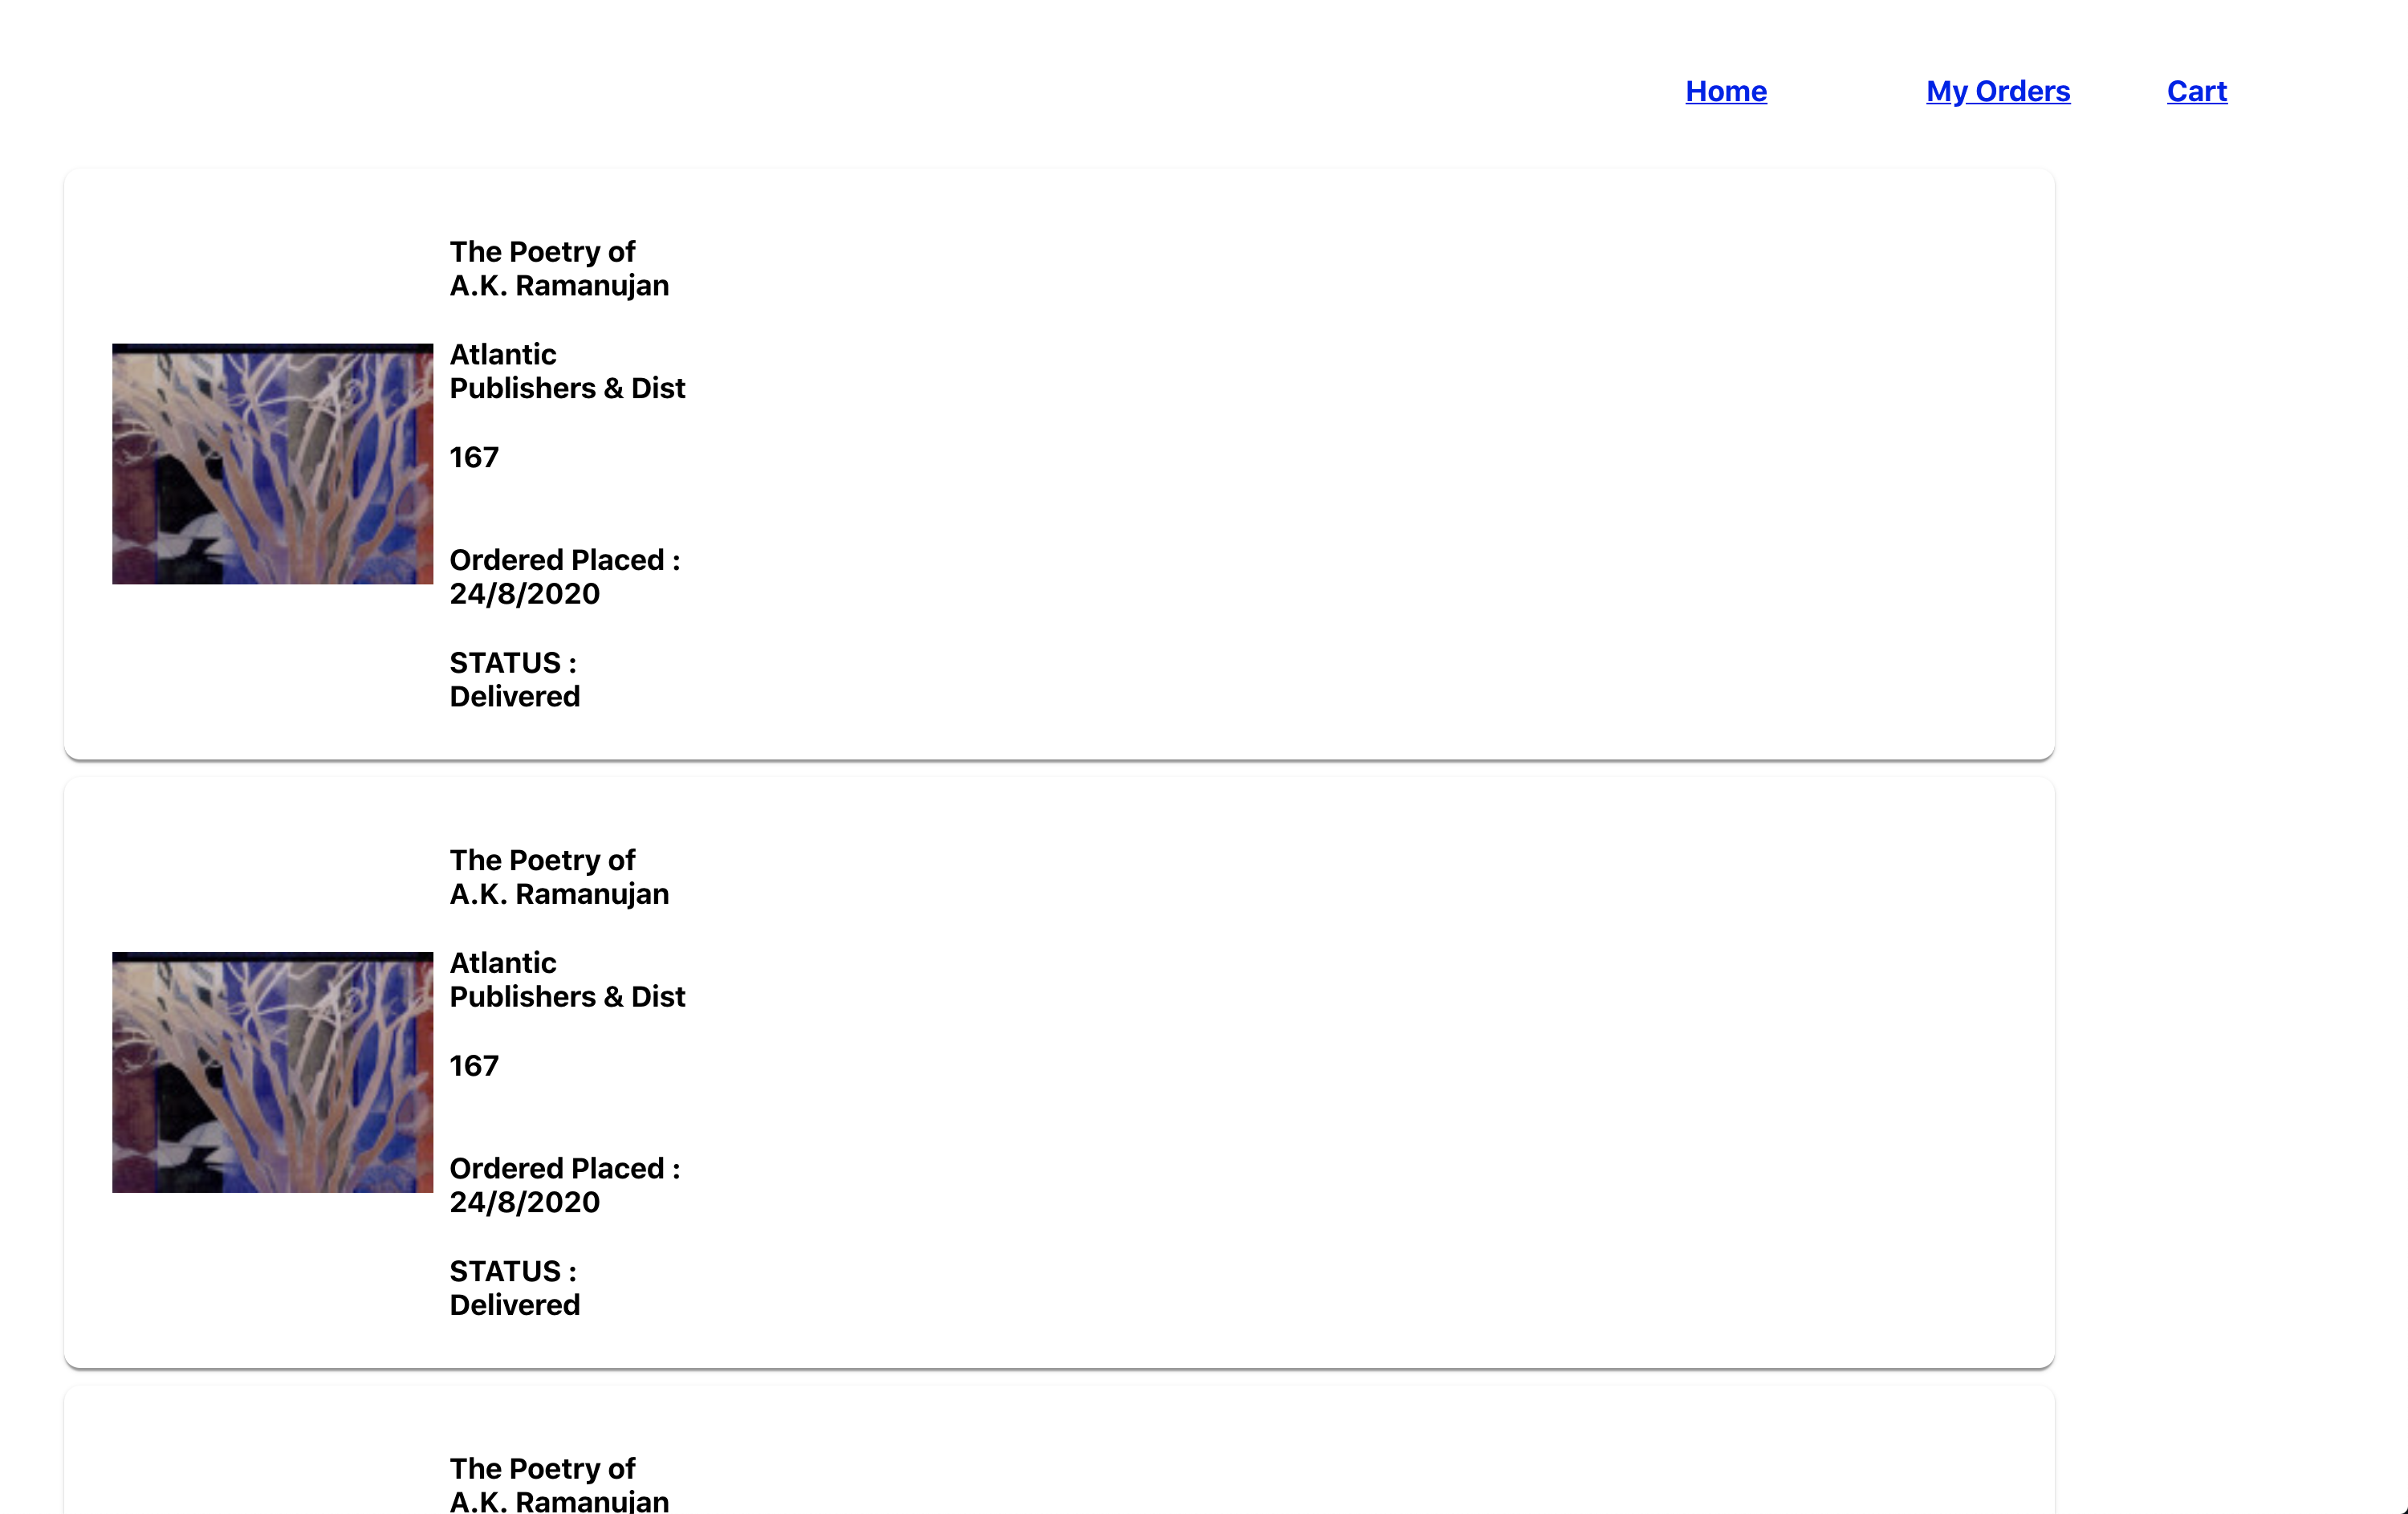 Home My Orders Cart
The Poetry of
A.K. Ramanujan
Atlantic
Publishers & Dist
167
Ordered Placed :
24/8/2020
STATUS :
Delivered
The Poetry of
A.K. Ramanujan
Atlantic
Publishers & Dist
167
Ordered Placed :
24/8/2020
STATUS :
Delivered
The Poetry of
A.K. Ramanujan